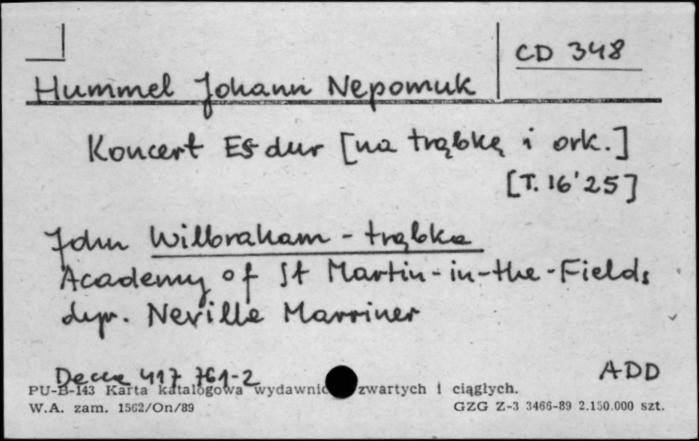 CD 348
Hummel Johann Nepomuk
Koncert Es dur [na trąbkę i ork.]
[T. 16'25]
John Wilbraham - trąbka
Academy of St Martin-in-the-Fields
dyr. Neville Marriner
Decca 417 761-2 ADD
PU-B-143 Karta katalogowa wydawnic zwartych i ciągłych.
W.A. zam. 1562/On/89 GZG Z-3 3466-89 2.150.000 szt.